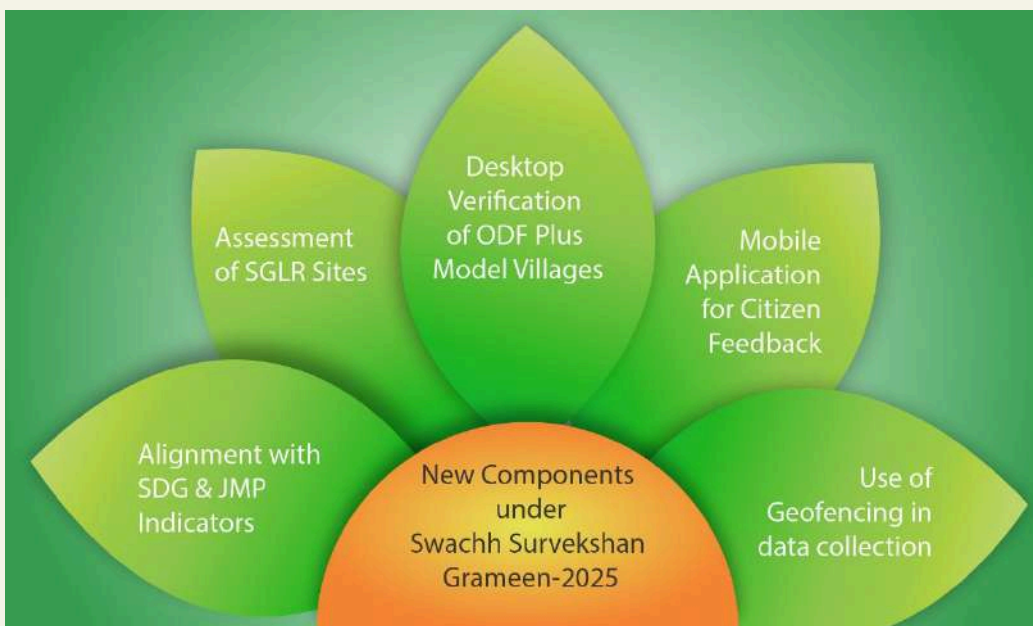 Alignment with
SDG & JMP
Indicators
Assessment
of SGLR Sites
Desktop
Verification
of ODF Plus
Model Villages
Mobile
Application
for Citizen
Feedback
Use of
Geofencing in
data collection
New Components
under
Swachh Survekshan
Grameen-2025